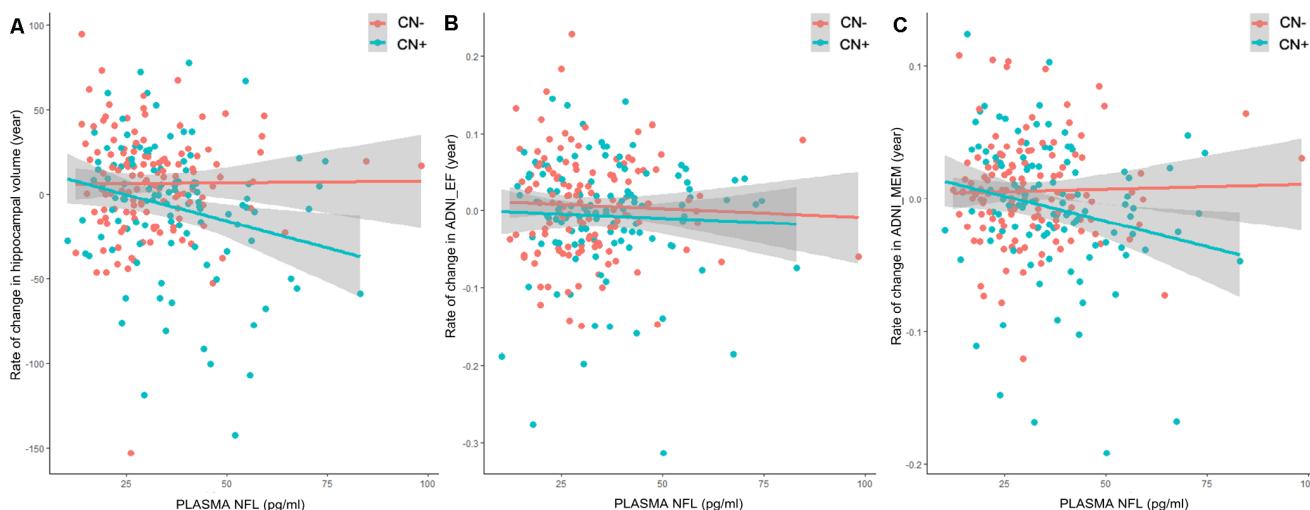 A
CN-
CN+
100
50
0
-50
-100
-150
25
50
75
100
Rate of change in hippocampal volume (year)
PLASMA NFL (pg/ml)
B
CN-
CN+
0.2
0.1
0.0
-0.1
-0.2
-0.3
25
50
75
100
Rate of change in ADNI_EF (year)
PLASMA NFL (pg/ml)
C
CN-
CN+
0.1
0.0
-0.1
-0.2
25
50
75
100
Rate of change in ADNI_MEM (year)
PLASMA NFL (pg/ml)